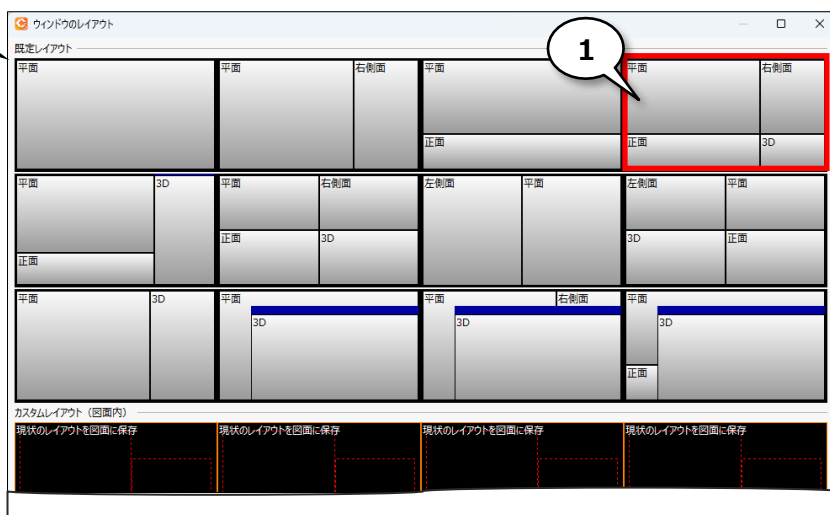 ウィンドウのレイアウト
既定レイアウト
1
平面
平面 右側面
平面
正面
平面 右側面
正面 3D
平面 3D
正面
平面 右側面
正面 3D
左側面 平面
左側面 平面
3D 正面
平面 3D
平面
3D
平面 右側面
3D
平面
3D
正面
カスタムレイアウト（図面内）
現状のレイアウトを図面に保存
現状のレイアウトを図面に保存
現状のレイアウトを図面に保存
現状のレイアウトを図面に保存